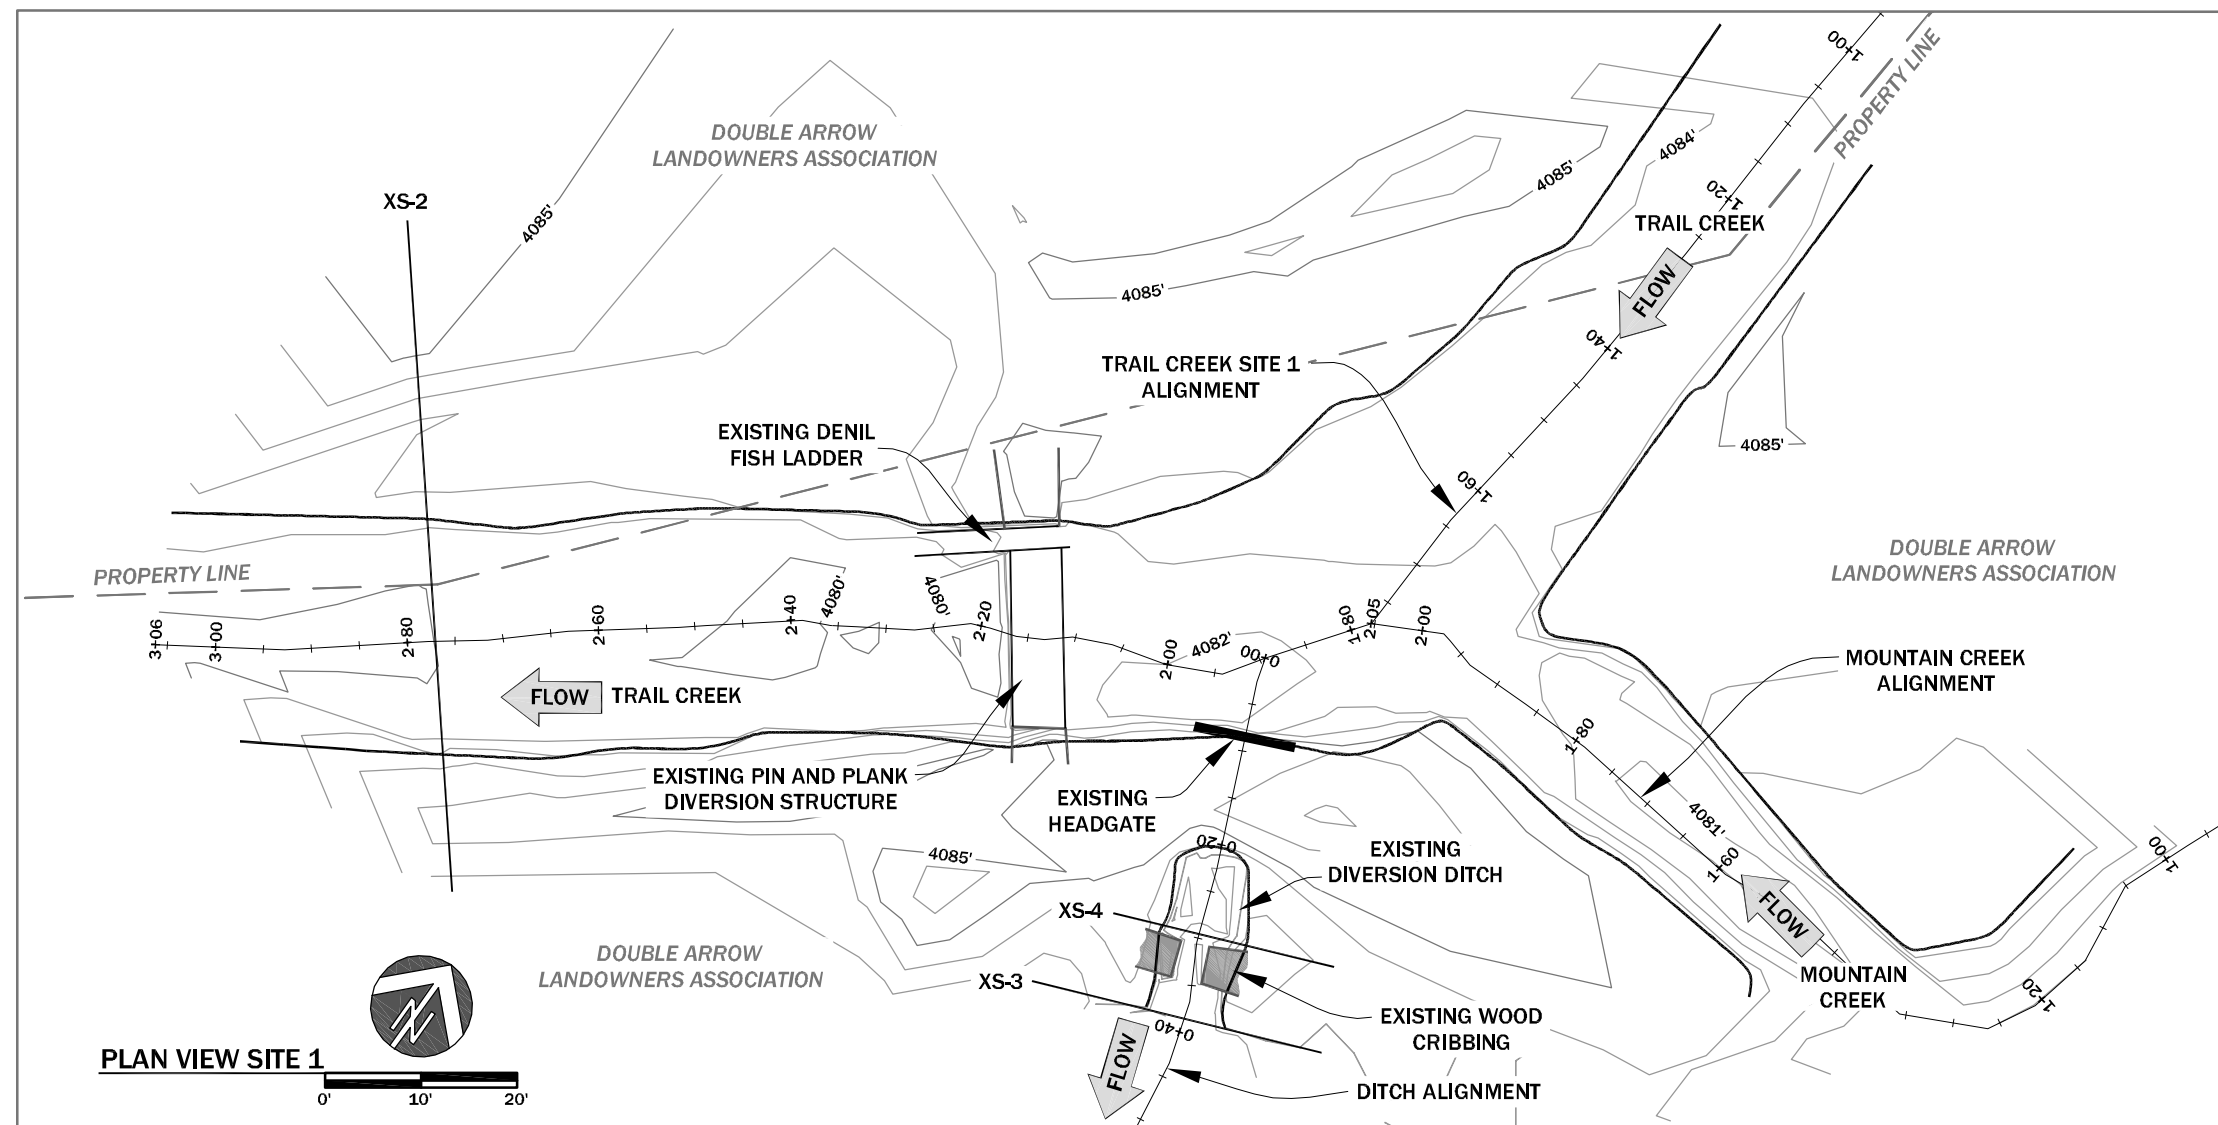 1+00
PROPERTY LINE
DOUBLE ARROW
LANDOWNERS ASSOCIATION
4084'
4085'
1+20
XS-2
4085'
TRAIL CREEK
FLOW
4085'
1+40
TRAIL CREEK SITE 1
ALIGNMENT
EXISTING DENIL
FISH LADDER
4085'
1+60
DOUBLE ARROW
LANDOWNERS ASSOCIATION
PROPERTY LINE
3+06
3+00
2+80
2+60
2+40
4080'
4080'
2+20
2+00
4082'
0+00
1+80
2+05
2+00
MOUNTAIN CREEK
ALIGNMENT
FLOW
TRAIL CREEK
1+80
EXISTING PIN AND PLANK
DIVERSION STRUCTURE
EXISTING
HEADGATE
4081'
0+20
EXISTING
DIVERSION DITCH
4085'
1+60
1+00
XS-4
FLOW
DOUBLE ARROW
LANDOWNERS ASSOCIATION
XS-3
MOUNTAIN
CREEK
1+20
0+40
EXISTING WOOD
CRIBBING
N
FLOW
PLAN VIEW SITE 1
DITCH ALIGNMENT
0'
10'
20'